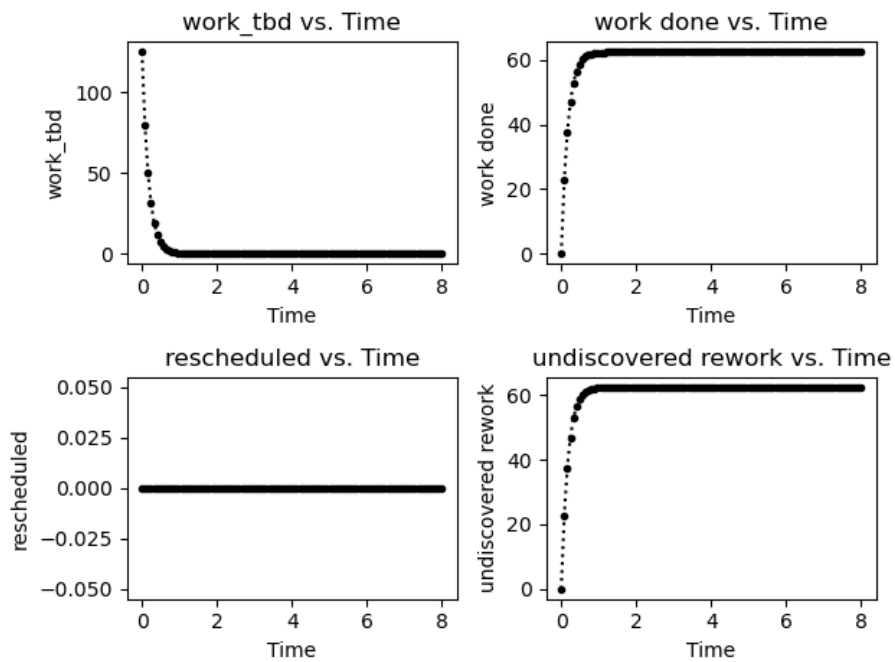 work_tbd vs. Time
work_tbd
100
50
0
0 2 4 6 8
Time
work done vs. Time
work done
60
40
20
0
0 2 4 6 8
Time
rescheduled vs. Time
rescheduled
0.050
0.025
0.000
−0.025
−0.050
0 2 4 6 8
Time
undiscovered rework vs. Time
undiscovered rework
60
40
20
0
0 2 4 6 8
Time